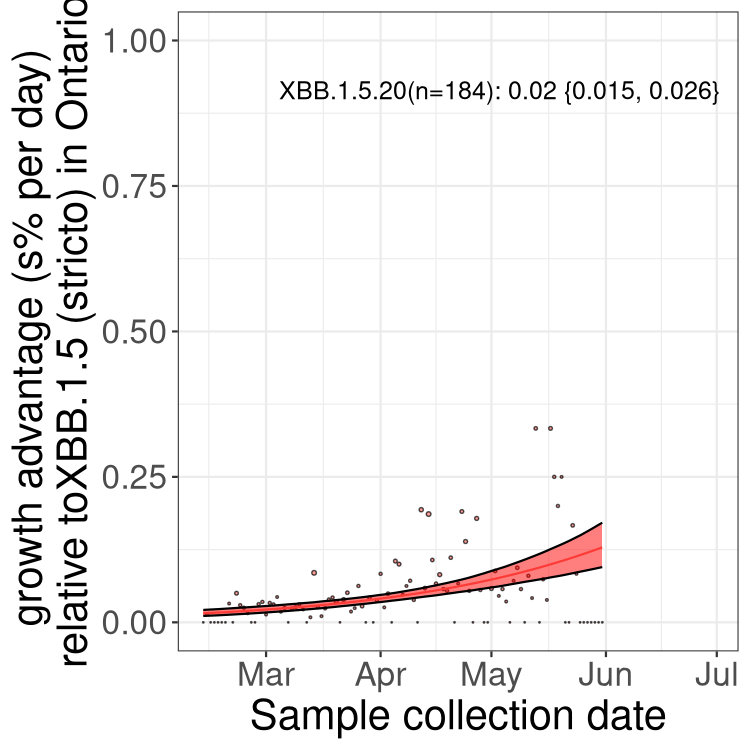 growth advantage (s% per day)
relative toXBB.1.5 (stricto) in Ontario
1.00
0.75
0.50
0.25
0.00
XBB.1.5.20(n=184): 0.02 {0.015, 0.026}
Mar Apr May Jun Jul
Sample collection date